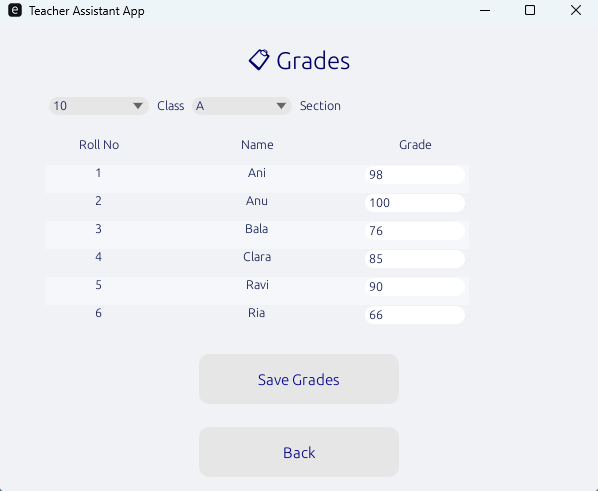 Teacher Assistant App
📋 Grades
10 Class A Section
Roll No Name Grade
1 Ani 98
2 Anu 100
3 Bala 76
4 Clara 85
5 Ravi 90
6 Ria 66
Save Grades
Back